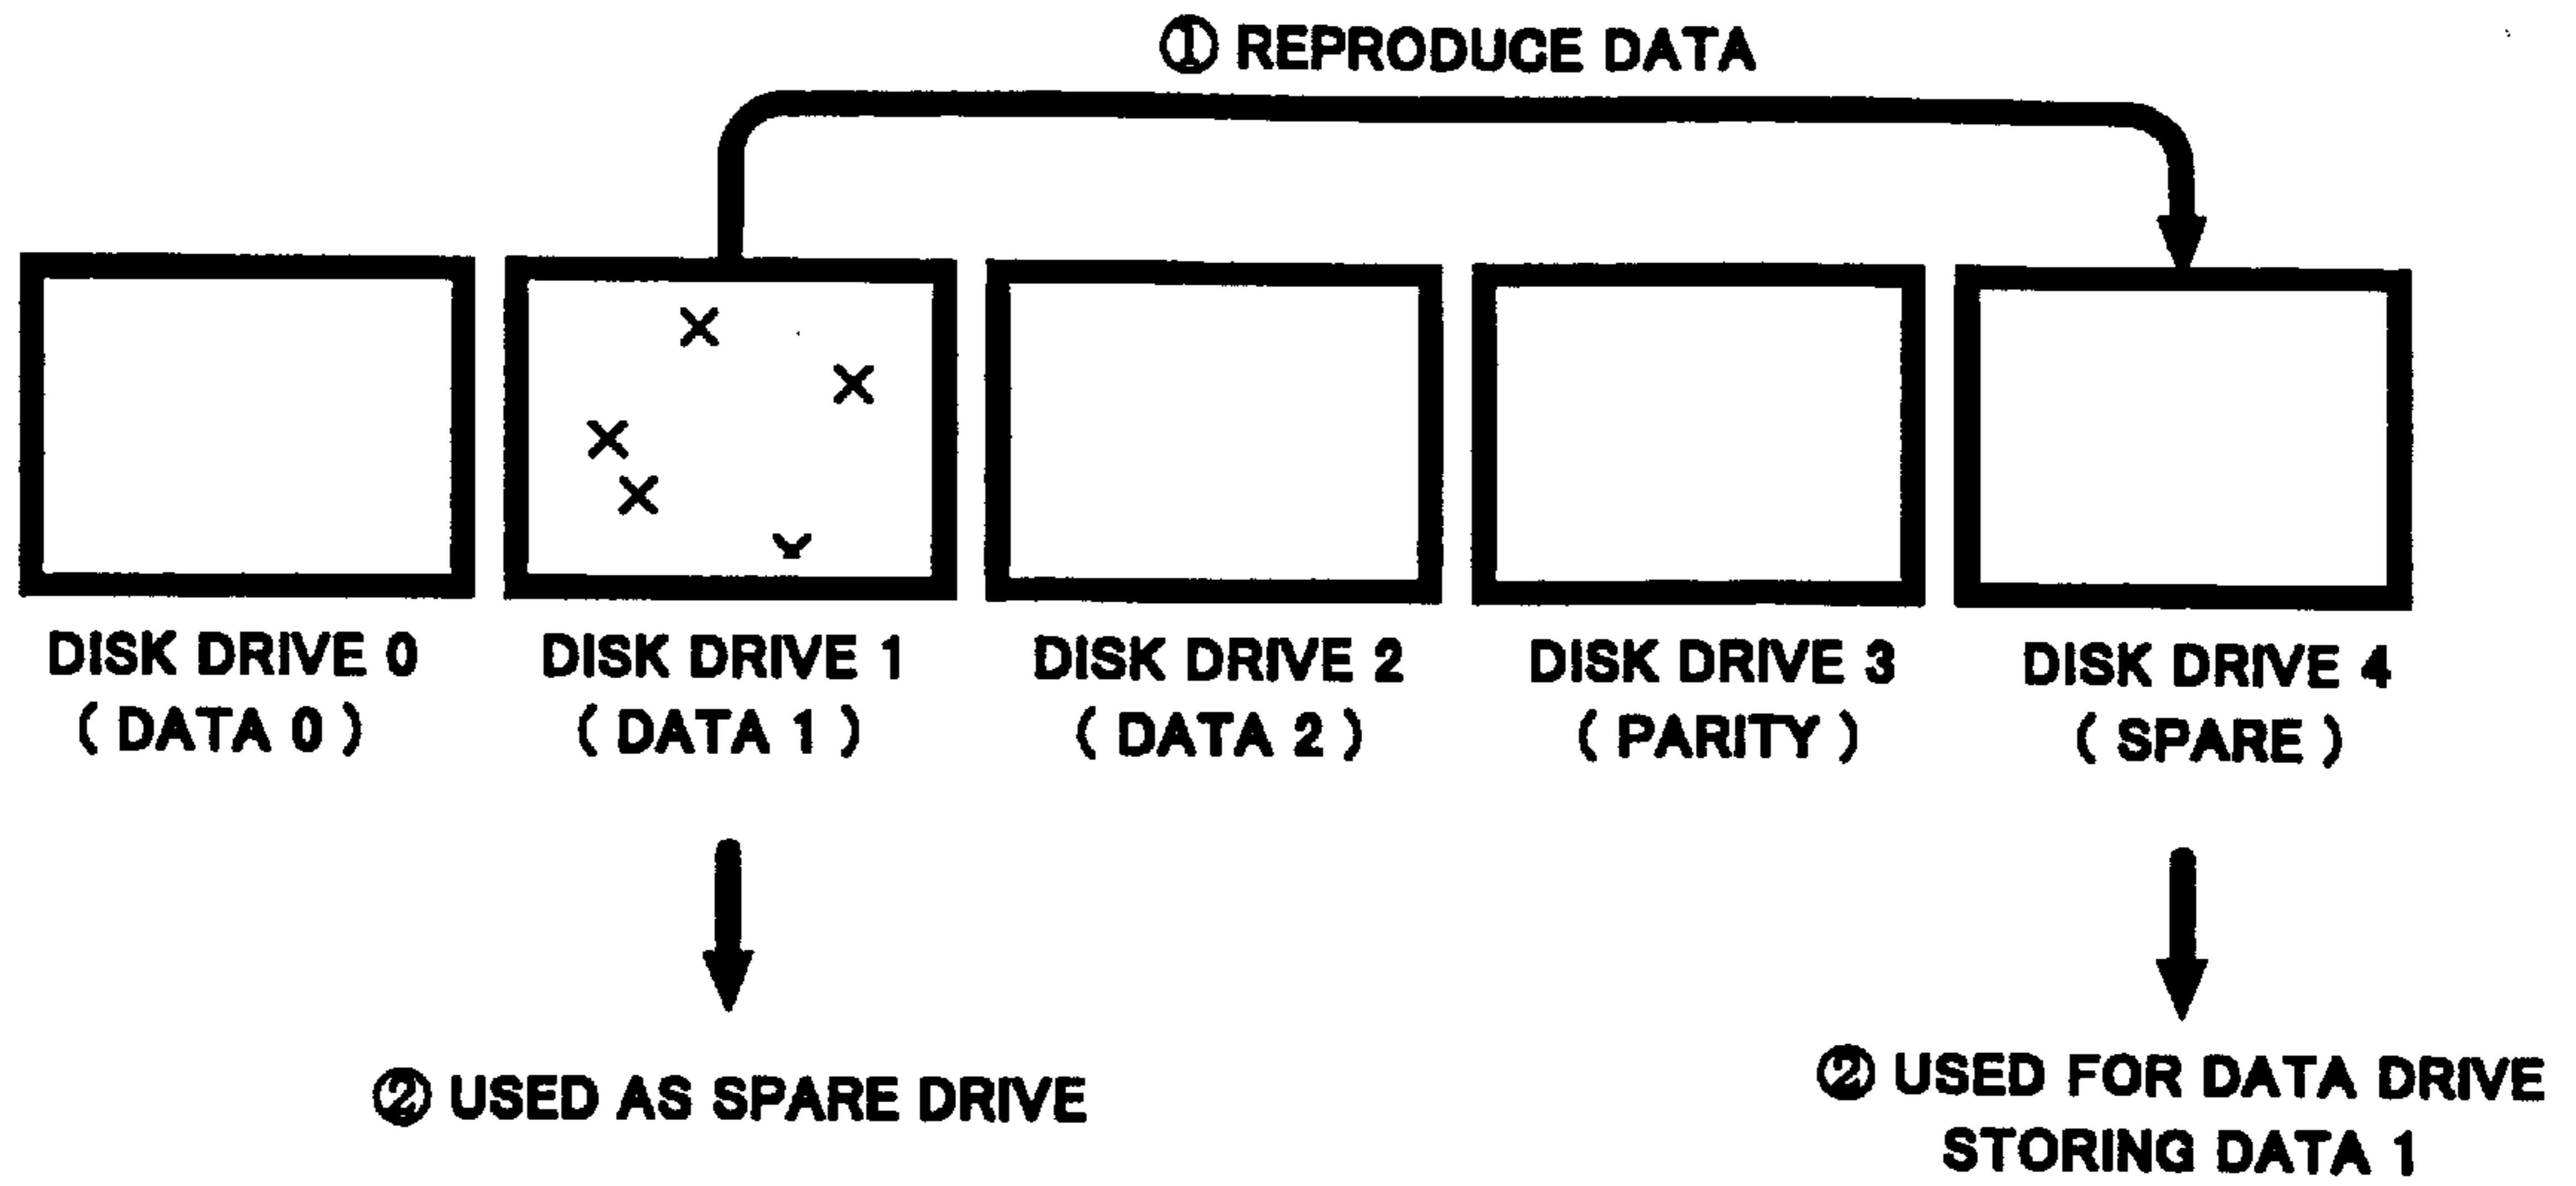 ① REPRODUCE DATA
DISK DRIVE 0
( DATA 0 )
DISK DRIVE 1
( DATA 1 )
DISK DRIVE 2
( DATA 2 )
DISK DRIVE 3
( PARITY )
DISK DRIVE 4
( SPARE )
② USED AS SPARE DRIVE
② USED FOR DATA DRIVE
STORING DATA 1